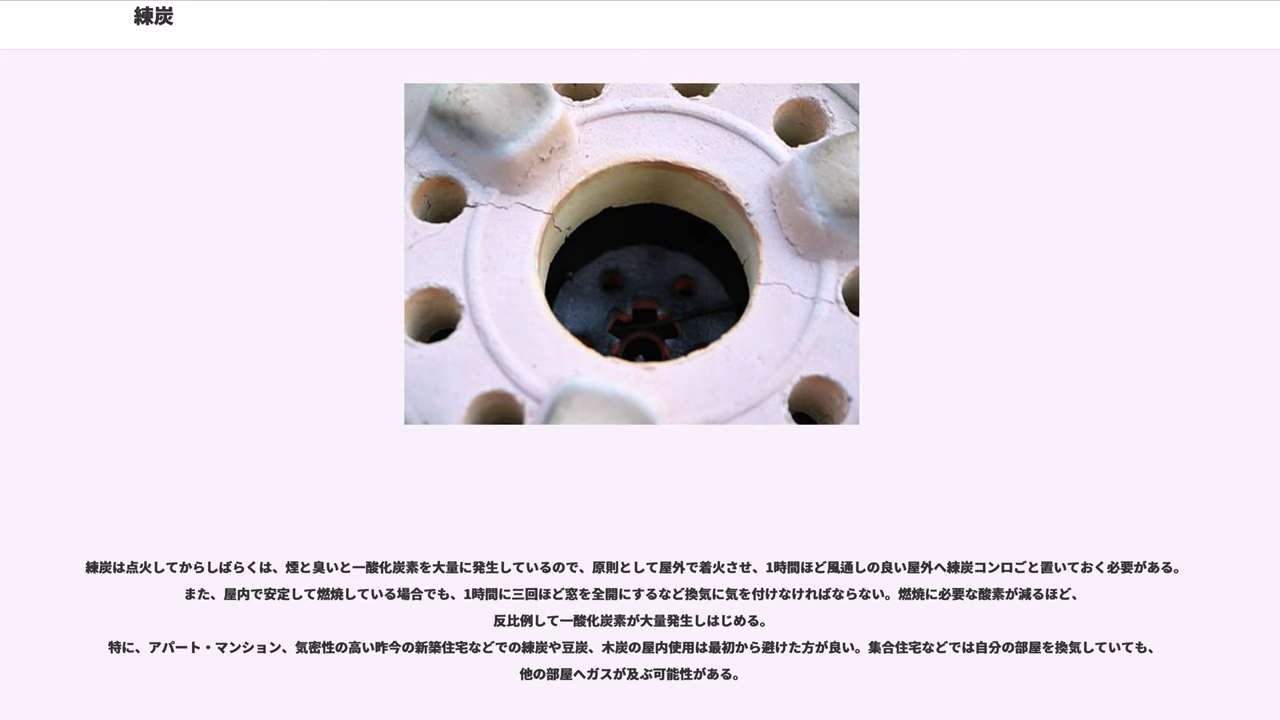 練炭
練炭は点火してからしばらくは、煙と臭いと一酸化炭素を大量に発生しているので、原則として屋外で着火させ、1時間ほど風通しの良い屋外へ練炭コンロごと置いておく必要がある。
また、屋内で安定して燃焼している場合でも、1時間に三回ほど窓を全開にするなど換気に気を付けなければならない。燃焼に必要な酸素が減るほど、
反比例して一酸化炭素が大量発生しはじめる。
特に、アパート・マンション、気密性の高い昨今の新築住宅などでの練炭や豆炭、木炭の屋内使用は最初から避けた方が良い。集合住宅などでは自分の部屋を換気していても、
他の部屋へガスが及ぶ可能性がある。